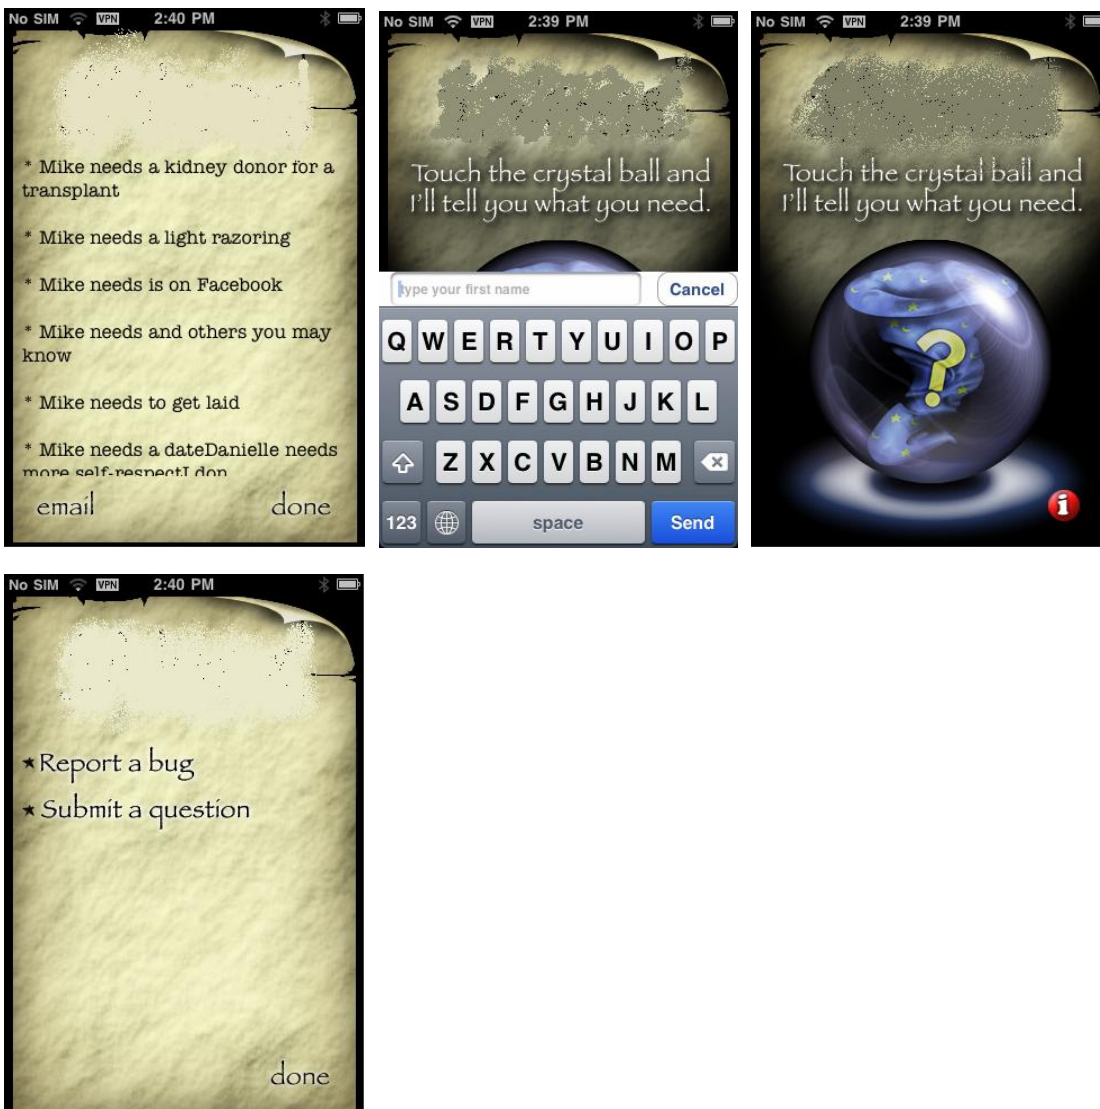 No SIM VPN 2:40 PM
* Mike needs a kidney donor for a
transplant
* Mike needs a light razoring
* Mike needs is on Facebook
* Mike needs and others you may
know
* Mike needs to get laid
* Mike needs a dateDanielle needs
more self-respectI don
email done
No SIM VPN 2:39 PM
Touch the crystal ball and
I'll tell you what you need.
type your first name Cancel
Q W E R T Y U I O P
A S D F G H J K L
Z X C V B N M
123 space Send
No SIM VPN 2:39 PM
Touch the crystal ball and
I'll tell you what you need.
?
i
No SIM VPN 2:40 PM
★ Report a bug
★ Submit a question
done